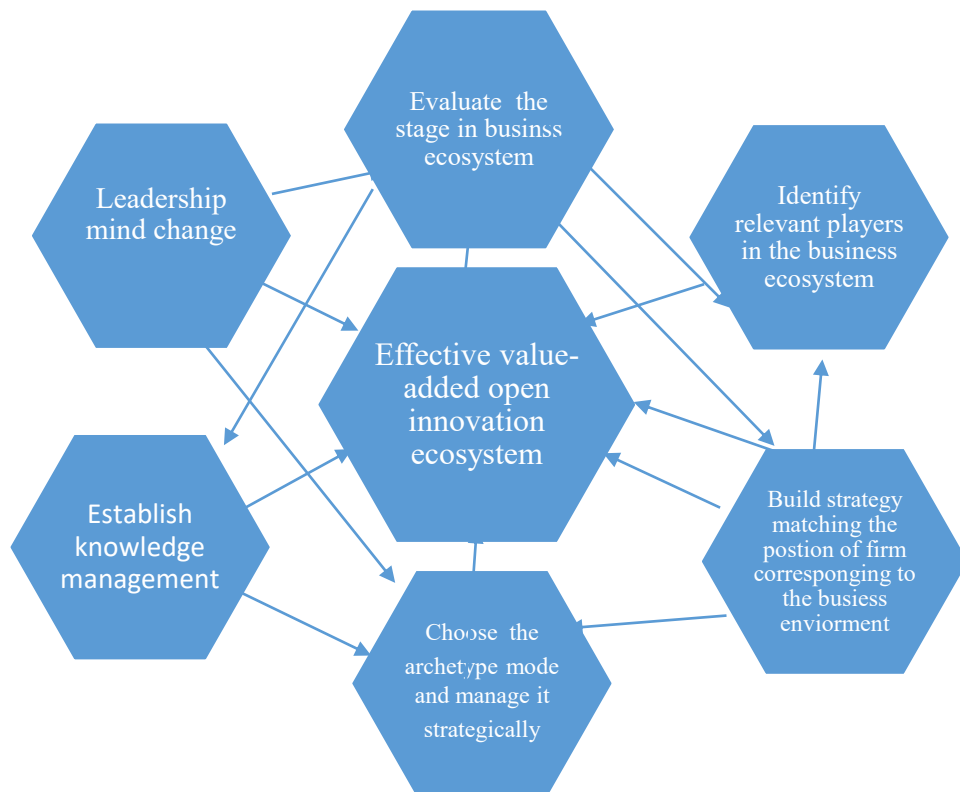 Evaluate the
stage in businss
ecosystem
Leadership
mind change
Identify
relevant players
in the business
ecosystem
Effective value-
added open
innovation
ecosystem
Establish
knowledge
management
Build strategy
matching the
postion of firm
corresponging to
the busiess
enviorment
Choose the
archetype mode
and manage it
strategically